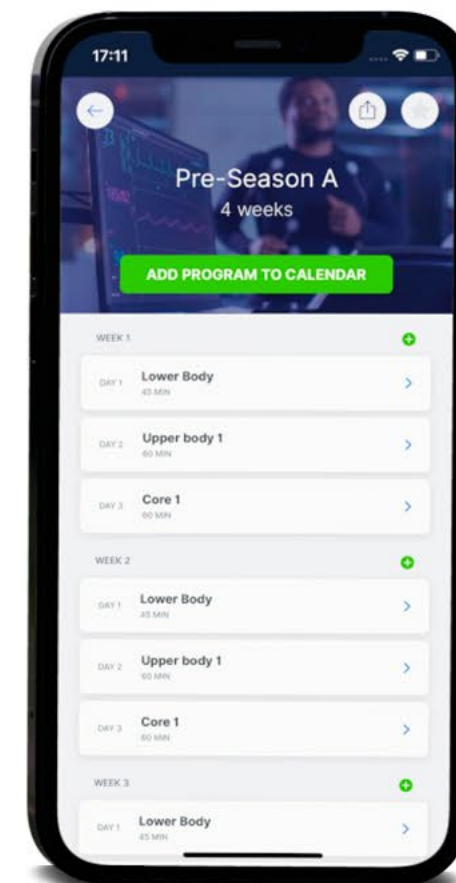 17:11
Pre-Season A
4 weeks
ADD PROGRAM TO CALENDAR
WEEK 1
DAY 1
Lower Body
45 MIN
DAY 2
Upper body 1
60 MIN
DAY 3
Core 1
60 MIN
WEEK 2
DAY 1
Lower Body
45 MIN
DAY 2
Upper body 1
60 MIN
DAY 3
Core 1
60 MIN
WEEK 3
DAY 1
Lower Body
45 MIN